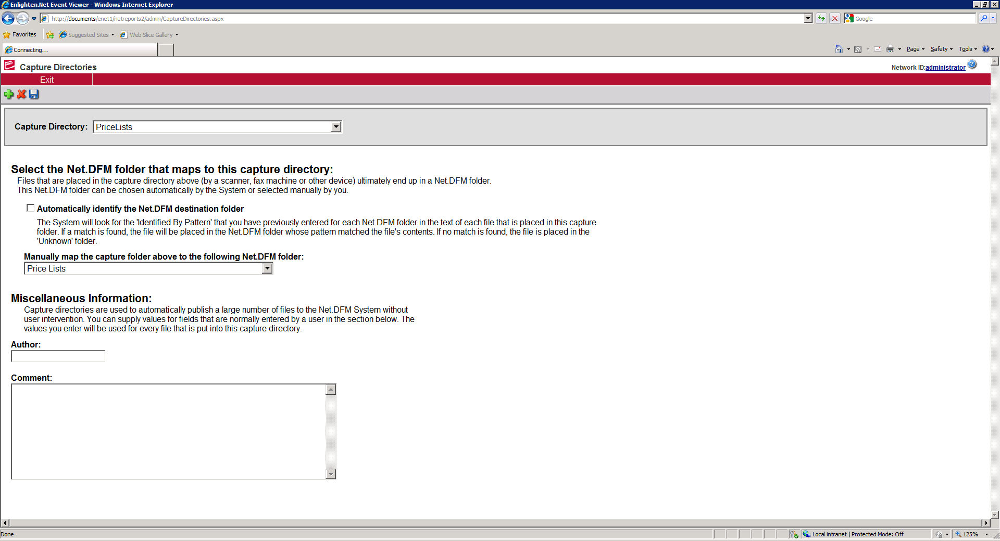 Enlighten.Net Event Viewer - Windows Internet Explorer
http://documents/enet1/netreports2/admin/CaptureDirectories.aspx
Google
Favorites
Suggested Sites
Web Slice Gallery
Connecting...
Page
Safety
Tools
Capture Directories
Network ID:administrator
Exit
Capture Directory:
PriceLists
Select the Net.DFM folder that maps to this capture directory:
Files that are placed in the capture directory above (by a scanner, fax machine or other device) ultimately end up in a Net.DFM folder.
This Net.DFM folder can be chosen automatically by the System or selected manually by you.
Automatically identify the Net.DFM destination folder
The System will look for the 'Identified By Pattern' that you have previously entered for each Net.DFM folder in the text of each file that is placed in this capture
folder. If a match is found, the file will be placed in the Net.DFM folder whose pattern matched the file's contents. If no match is found, the file is placed in the
'Unknown' folder.
Manually map the capture folder above to the following Net.DFM folder:
Price Lists
Miscellaneous Information:
Capture directories are used to automatically publish a large number of files to the Net.DFM System without
user intervention. You can supply values for fields that are normally entered by a user in the section below. The
values you enter will be used for every file that is put into this capture directory.
Author:
Comment:
Done
Local intranet | Protected Mode: Off
125%